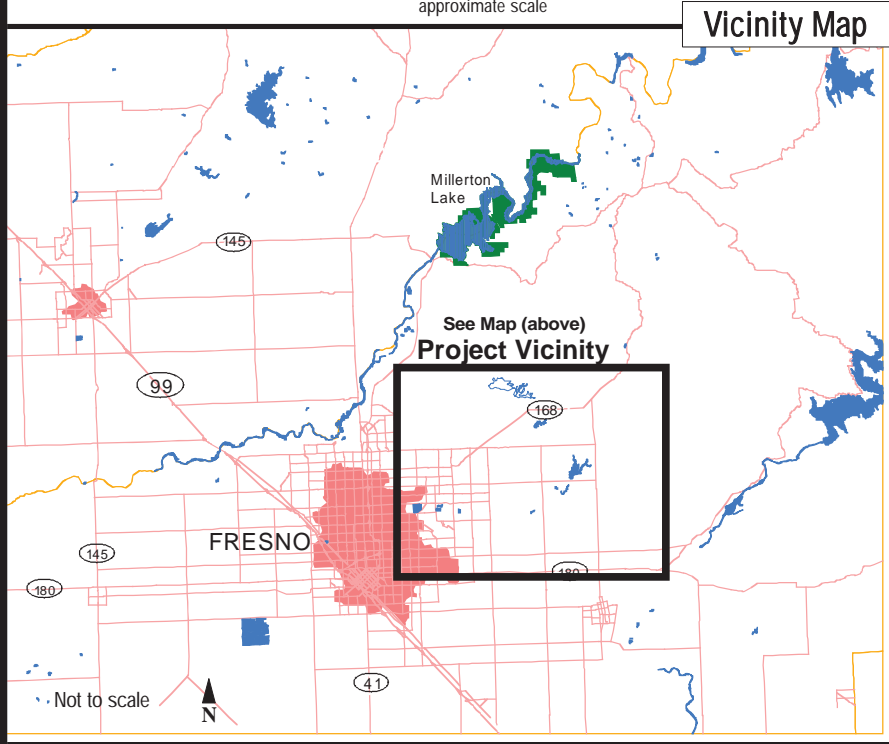 approximate scale
Vicinity Map
Millerton
Lake
145
See Map (above)
Project Vicinity
99
168
FRESNO
145
180
180
41
Not to scale
N